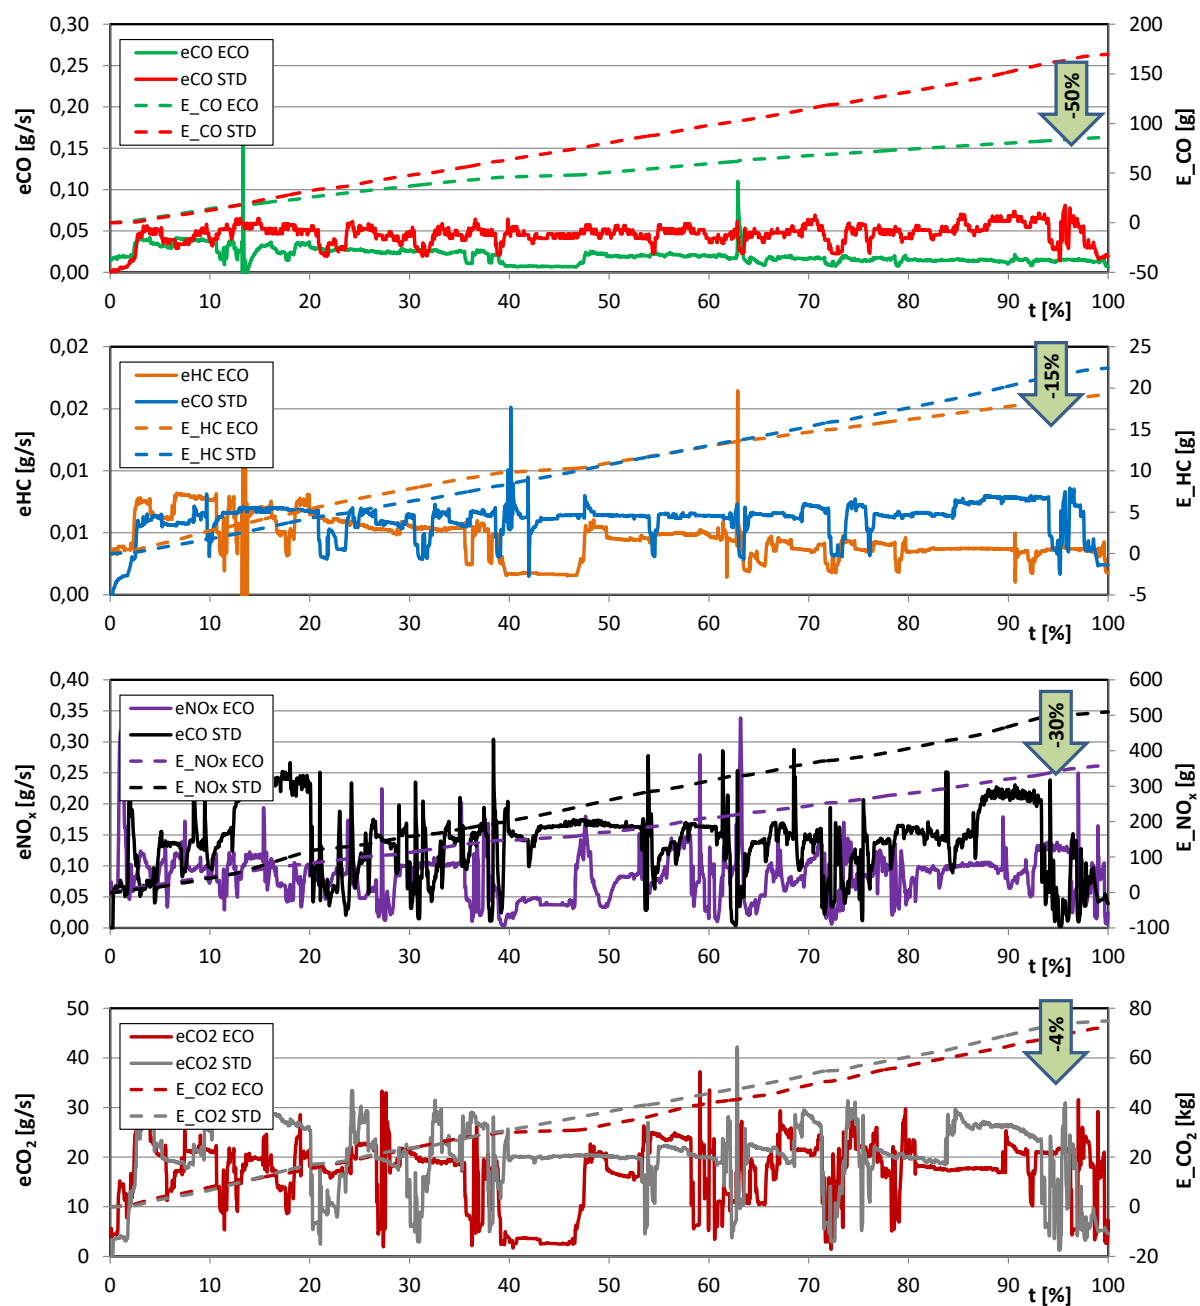 0,30
0,25
0,20
0,15
0,10
0,05
0,00
eCO [g/s]
eCO ECO
eCO STD
E_CO ECO
E_CO STD
-50%
200
150
100
50
0
-50
E_CO [g]
0 10 20 30 40 50 60 70 80 90 100
t [%]
0,02
0,02
0,01
0,01
0,00
eHC [g/s]
eHC ECO
eCO STD
E_HC ECO
E_HC STD
-15%
25
20
15
10
5
0
-5
E_HC [g]
0 10 20 30 40 50 60 70 80 90 100
t [%]
0,40
0,35
0,30
0,25
0,20
0,15
0,10
0,05
0,00
eNOx [g/s]
eNOx ECO
eCO STD
E_NOx ECO
E_NOx STD
-30%
600
500
400
300
200
100
0
-100
E_NOx [g]
0 10 20 30 40 50 60 70 80 90 100
t [%]
50
40
30
20
10
0
eCO2 [g/s]
eCO2 ECO
eCO2 STD
E_CO2 ECO
E_CO2 STD
-4%
80
60
40
20
0
-20
E_CO2 [kg]
0 10 20 30 40 50 60 70 80 90 100
t [%]